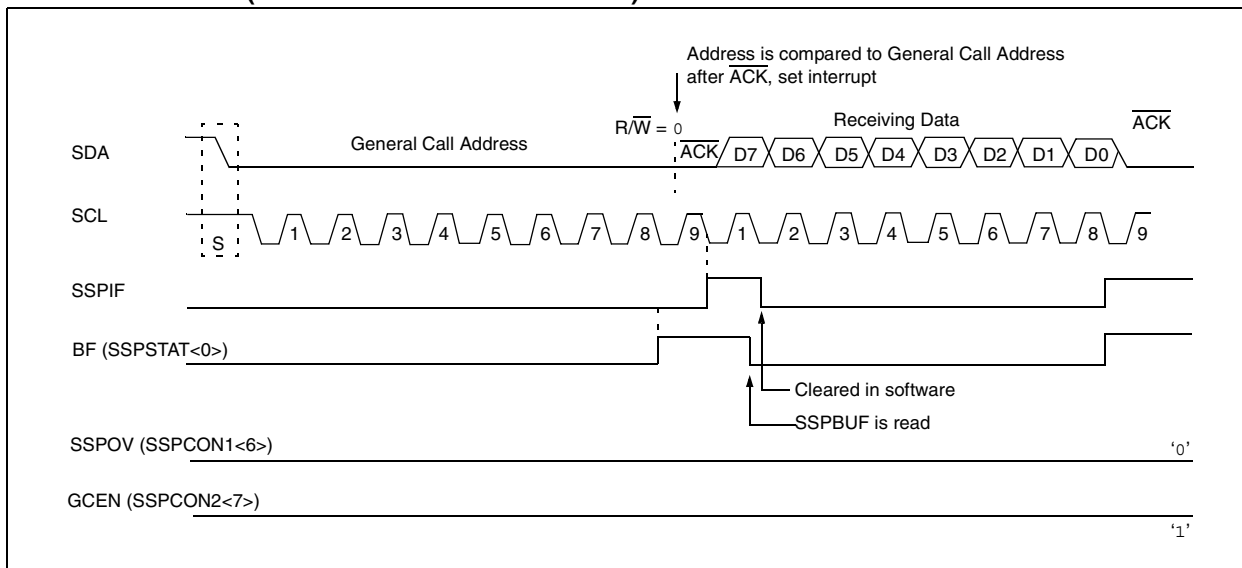 Address is compared to General Call Address
after ACK, set interrupt
R/W = 0
Receiving Data
ACK
SDA
General Call Address
ACK
D7 D6 D5 D4 D3 D2 D1 D0
SCL
S
1 2 3 4 5 6 7 8 9 1 2 3 4 5 6 7 8 9
SSPIF
BF (SSPSTAT<0>)
Cleared in software
SSPBUF is read
SSPOV (SSPCON1<6>)
‘0’
GCEN (SSPCON2<7>)
‘1’